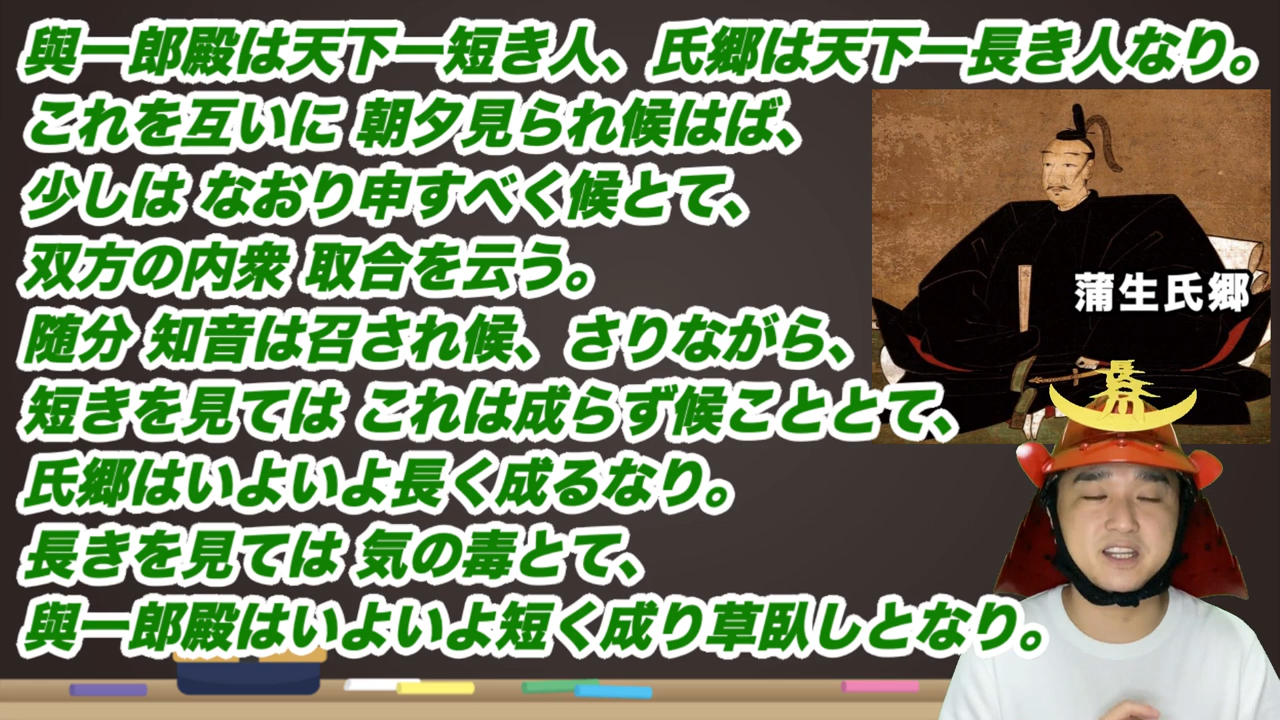 與一郎殿は天下一短き人、氏郷は天下一長き人なり。
これを互いに 朝夕見られ候はば、
少しは なおり申すべく候とて、
双方の内衆 取合を云う。
随分 知音は召され候、さりながら、
短きを見ては これは成らず候こととて、
氏郷はいよいよ長く成るなり。
長きを見ては 気の毒とて、
與一郎殿はいよいよ短く成り草臥しとなり。
蒲生氏郷